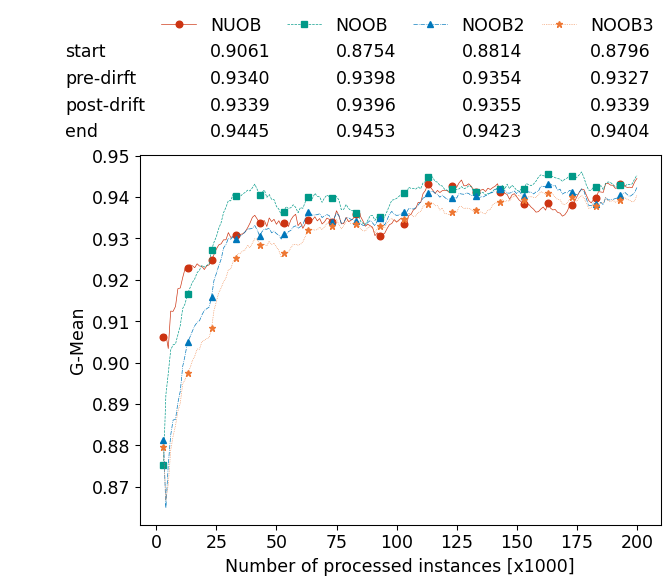 NUOB NOOB NOOB2 NOOB3
start 0.9061 0.8754 0.8814 0.8796
pre-dirft 0.9340 0.9398 0.9354 0.9327
post-drift 0.9339 0.9396 0.9355 0.9339
end 0.9445 0.9453 0.9423 0.9404
0.95
0.94
0.93
0.92
0.91
0.90
0.89
0.88
0.87
G-Mean
0 25 50 75 100 125 150 175 200
Number of processed instances [x1000]